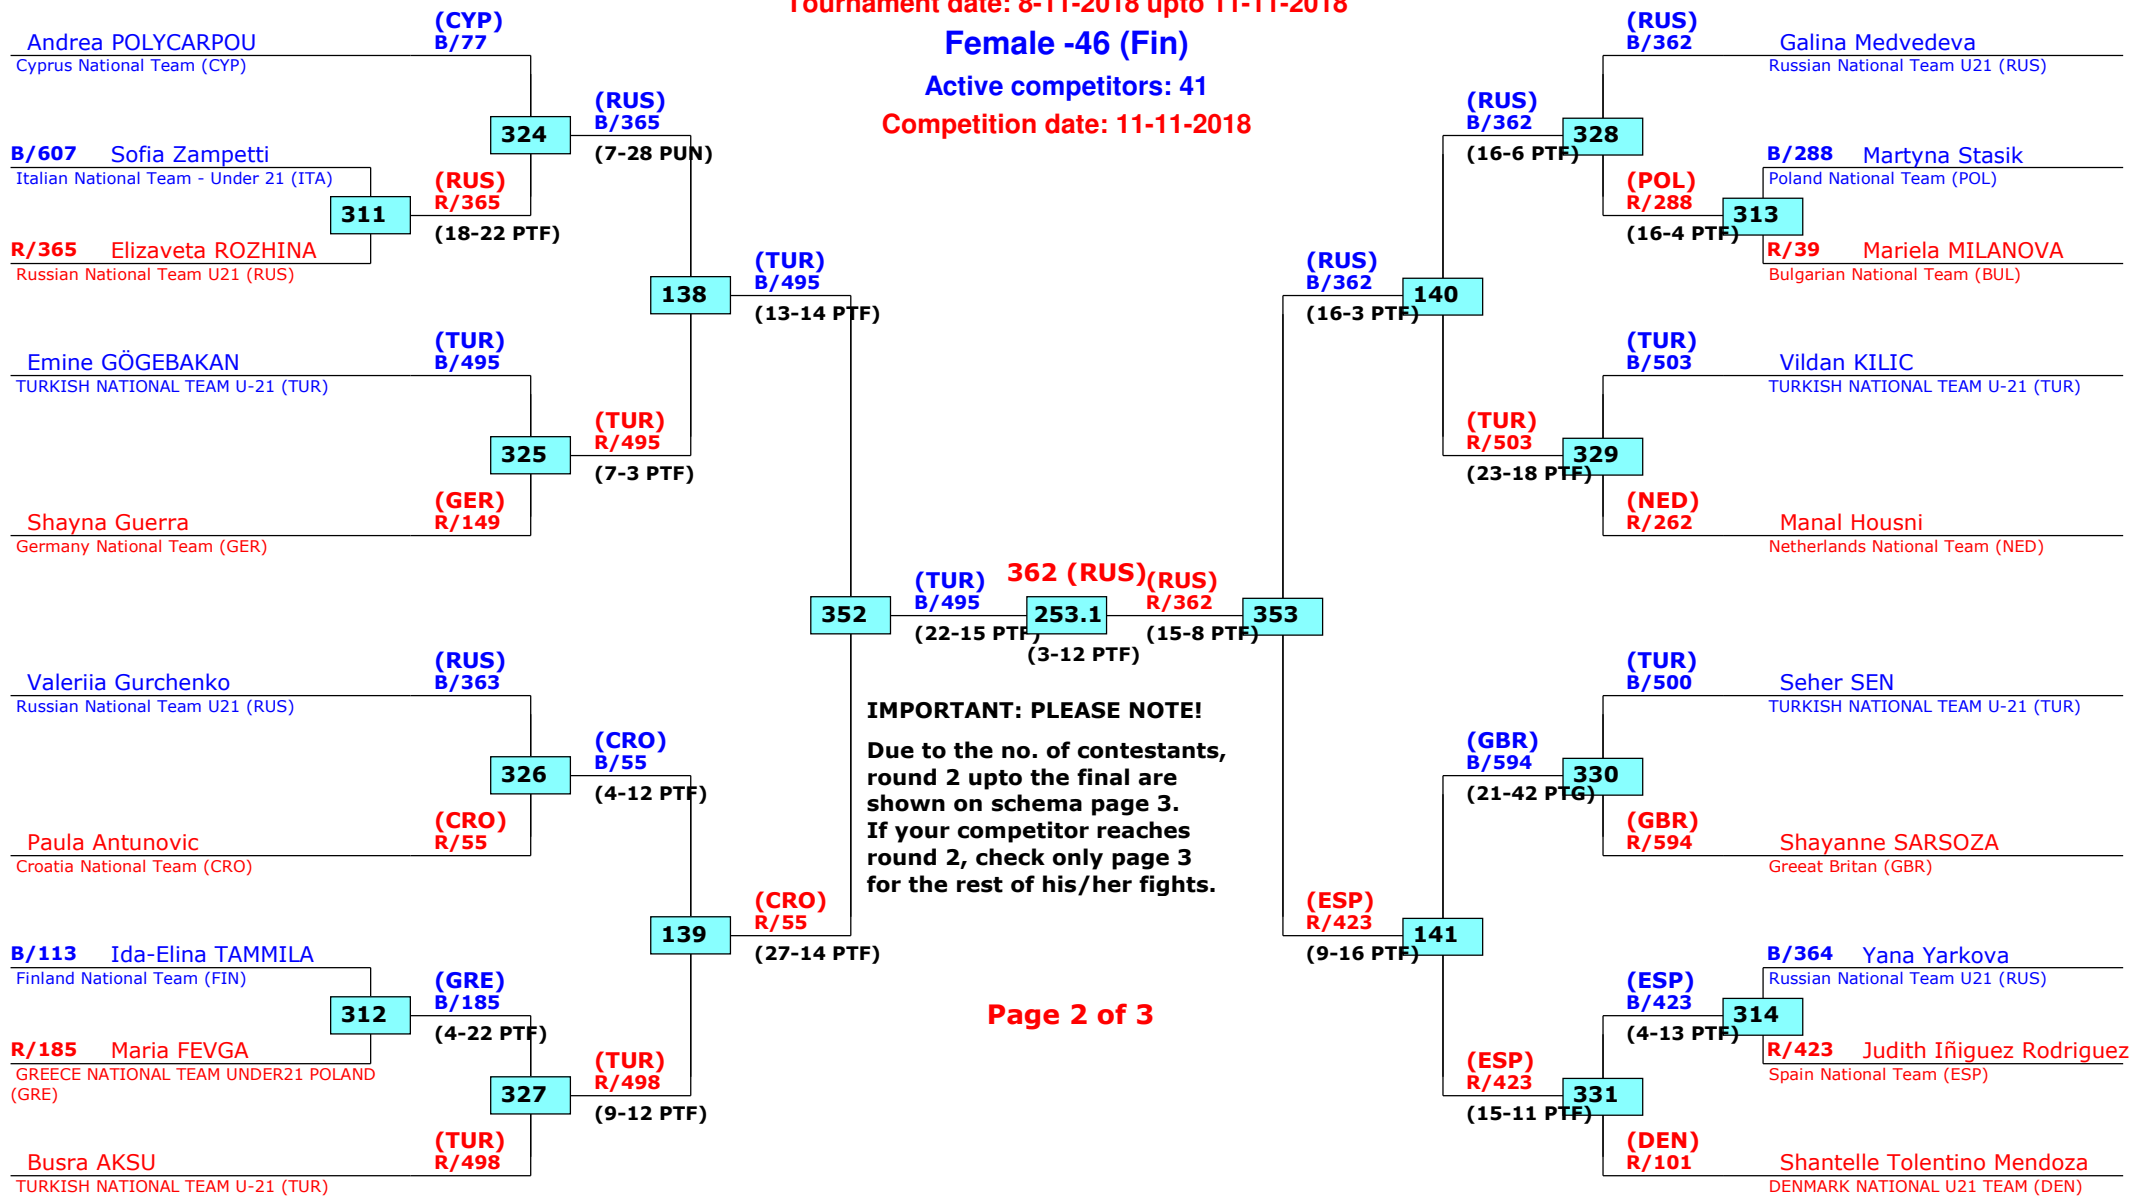 Tournament date: 8-11-2018 upto 11-11-2018
Female -46 (Fin)
Active competitors: 41
Competition date: 11-11-2018
(CYP)
Andrea POLYCARPOU B/77
Cyprus National Team (CYP)
324
(RUS)
B/365
(7-28 PUN)
B/607 Sofia Zampetti
Italian National Team - Under 21 (ITA)
311
(RUS)
R/365
(18-22 PTF)
R/365 Elizaveta ROZHINA
Russian National Team U21 (RUS)
138
(TUR)
B/495
(13-14 PTF)
(TUR)
Emine GÖGEBAKAN B/495
TURKISH NATIONAL TEAM U-21 (TUR)
325
(TUR)
R/495
(7-3 PTF)
(GER)
Shayna Guerra R/149
Germany National Team (GER)
352
(TUR)
B/495
(22-15 PTF)
362 (RUS)
253.1
(3-12 PTF)
(RUS)
R/362
(15-8 PTF)
353
(RUS)
Valeriia Gurchenko B/363
Russian National Team U21 (RUS)
326
(CRO)
B/55
(4-12 PTF)
(CRO)
Paula Antunovic R/55
Croatia National Team (CRO)
139
(CRO)
R/55
(27-14 PTF)
B/113 Ida-Elina TAMMILA
Finland National Team (FIN)
312
(GRE)
B/185
(4-22 PTF)
R/185 Maria FEVGA
GREECE NATIONAL TEAM UNDER21 POLAND
(GRE)
327
(TUR)
R/498
(9-12 PTF)
(TUR)
Busra AKSU R/498
TURKISH NATIONAL TEAM U-21 (TUR)
IMPORTANT: PLEASE NOTE!
Due to the no. of contestants,
round 2 upto the final are
shown on schema page 3.
If your competitor reaches
round 2, check only page 3
for the rest of his/her fights.
Page 2 of 3
(RUS)
B/362 Galina Medvedeva
Russian National Team U21 (RUS)
(RUS)
B/362
(16-6 PTF)
328
B/288 Martyna Stasik
Poland National Team (POL)
(POL)
R/288
(16-4 PTF)
313
R/39 Mariela MILANOVA
Bulgarian National Team (BUL)
(RUS)
B/362
(16-3 PTF)
140
(TUR)
B/503 Vildan KILIC
TURKISH NATIONAL TEAM U-21 (TUR)
(TUR)
R/503
(23-18 PTF)
329
(NED)
R/262 Manal Housni
Netherlands National Team (NED)
(TUR)
B/500 Seher SEN
TURKISH NATIONAL TEAM U-21 (TUR)
(GBR)
B/594
(21-42 PTG)
330
(GBR)
R/594 Shayanne SARSOZA
Greeat Britan (GBR)
(ESP)
R/423
(9-16 PTF)
141
B/364 Yana Yarkova
Russian National Team U21 (RUS)
(ESP)
B/423
(4-13 PTF)
314
R/423 Judith Iñiguez Rodriguez
Spain National Team (ESP)
(ESP)
R/423
(15-11 PTF)
331
(DEN)
R/101 Shantelle Tolentino Mendoza
DENMARK NATIONAL U21 TEAM (DEN)